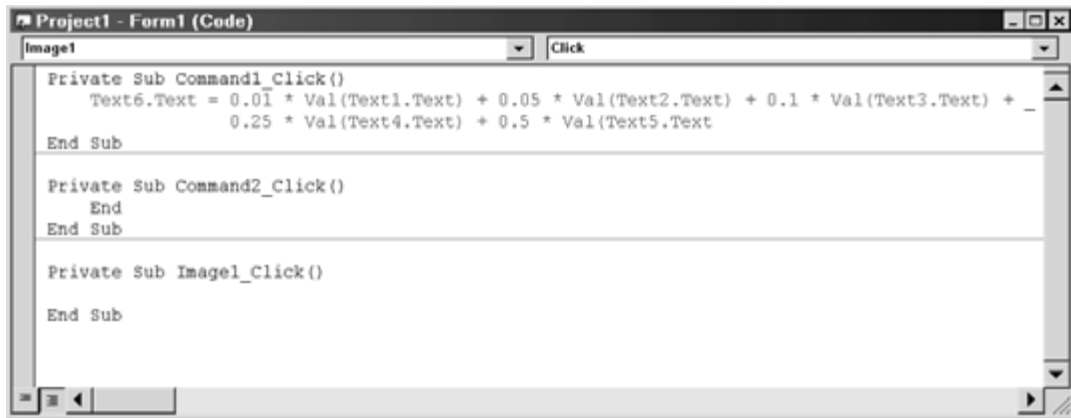 Project1 - Form1 (Code)
Image1 Click
Private Sub Command1_Click()
Text6.Text = 0.01 * Val(Text1.Text) + 0.05 * Val(Text2.Text) + 0.1 * Val(Text3.Text) + _
0.25 * Val(Text4.Text) + 0.5 * Val(Text5.Text
End Sub
Private Sub Command2_Click()
End
End Sub
Private Sub Image1_Click()
End Sub